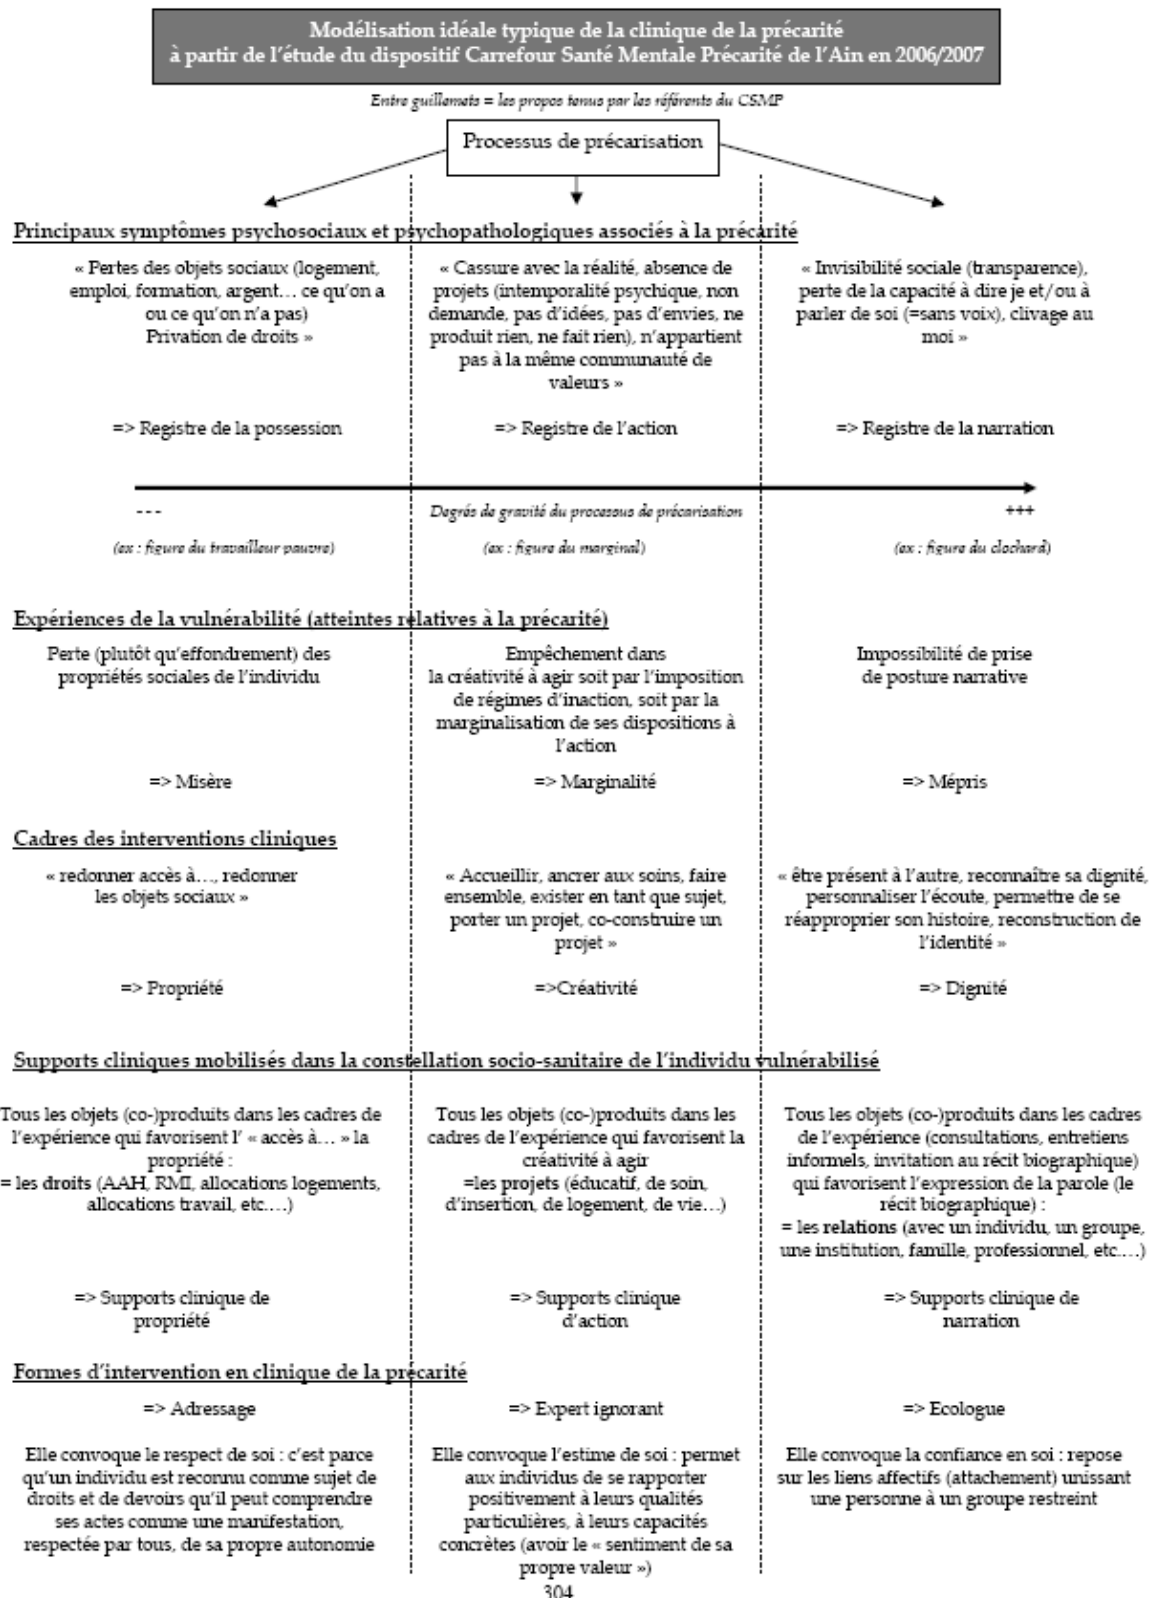 Modélisation idéale typique de la clinique de la précarité
à partir de l'étude du dispositif Carrefour Santé Mentale Précarité de l'Ain en 2006/2007
Entre guillemets = les propos tenus par les référents du CSMP
Processus de précarisation
Principaux symptômes psychosociaux et psychopathologiques associés à la précarité
« Pertes des objets sociaux (logement,
emploi, formation, argent… ce qu'on a
ou ce qu'on n'a pas)
Privation de droits »
=> Registre de la possession
« Cassure avec la réalité, absence de
projets (intemporalité psychique, non
demande, pas d'idées, pas d'envies, ne
produit rien, ne fait rien), n'appartient
pas à la même communauté de
valeurs »
=> Registre de l'action
« Invisibilité sociale (transparence),
perte de la capacité à dire je et/ou à
parler de soi (=sans voix), clivage au
moi »
=> Registre de la narration
---
Degrés de gravité du processus de précarisation
+++
(ex : figure du travailleur pauvre)
(ex : figure du marginal)
(ex : figure du clochard)
Expériences de la vulnérabilité (atteintes relatives à la précarité)
Perte (plutôt qu'effondrement) des
propriétés sociales de l'individu
=> Misère
Empêchement dans
la créativité à agir soit par l'imposition
de régimes d'inaction, soit par la
marginalisation de ses dispositions à
l'action
=> Marginalité
Impossibilité de prise
de posture narrative
=> Mépris
Cadres des interventions cliniques
« redonner accès à…, redonner
les objets sociaux »
=> Propriété
« Accueillir, ancrer aux soins, faire
ensemble, exister en tant que sujet,
porter un projet, co-construire un
projet »
=>Créativité
« être présent à l'autre, reconnaître sa dignité,
personnaliser l'écoute, permettre de se
réapproprier son histoire, reconstruction de
l'identité »
=> Dignité
Supports cliniques mobilisés dans la constellation socio-sanitaire de l'individu vulnérabilisé
Tous les objets (co-)produits dans les cadres de
l'expérience qui favorisent l' « accès à… » la
propriété :
= les droits (AAH, RMI, allocations logements,
allocations travail, etc.…)
=> Supports clinique de
propriété
Tous les objets (co-)produits dans les
cadres de l'expérience qui favorisent la
créativité à agir
=les projets (éducatif, de soin,
d'insertion, de logement, de vie…)
=> Supports clinique
d'action
Tous les objets (co-)produits dans les cadres
de l'expérience (consultations, entretiens
informels, invitation au récit biographique)
qui favorisent l'expression de la parole (le
récit biographique) :
= les relations (avec un individu, un groupe,
une institution, famille, professionnel, etc.…)
=> Supports clinique de
narration
Formes d'intervention en clinique de la précarité
=> Adressage
Elle convoque le respect de soi : c'est parce
qu'un individu est reconnu comme sujet de
droits et de devoirs qu'il peut comprendre
ses actes comme une manifestation,
respectée par tous, de sa propre autonomie
=> Expert ignorant
Elle convoque l'estime de soi : permet
aux individus de se rapporter
positivement à leurs qualités
particulières, à leurs capacités
concrètes (avoir le « sentiment de sa
propre valeur »)
=> Ecologue
Elle convoque la confiance en soi : repose
sur les liens affectifs (attachement) unissant
une personne à un groupe restreint
304